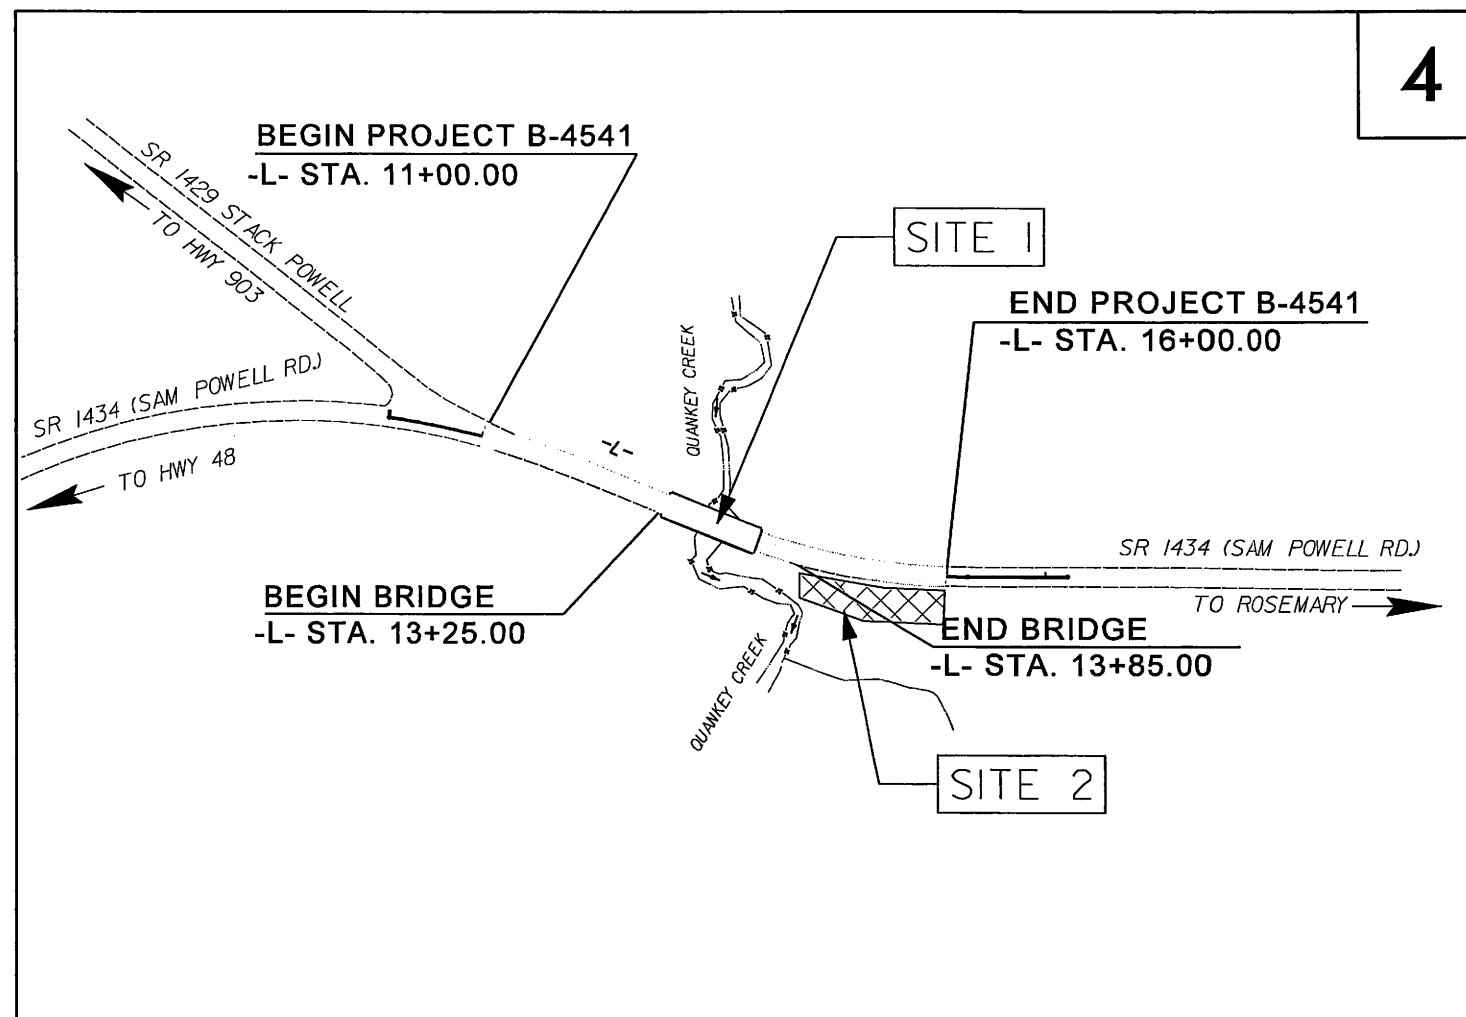 4
BEGIN PROJECT B-4541
-L- STA. 11+00.00
SR 1429 STACK POWELL
TO HWY 903
SITE 1
END PROJECT B-4541
-L- STA. 16+00.00
QUANKEY CREEK
SR 1434 (SAM POWELL RD.)
TO HWY 48
-L-
SR 1434 (SAM POWELL RD.)
TO ROSEMARY
BEGIN BRIDGE
-L- STA. 13+25.00
END BRIDGE
-L- STA. 13+85.00
QUANKEY CREEK
SITE 2